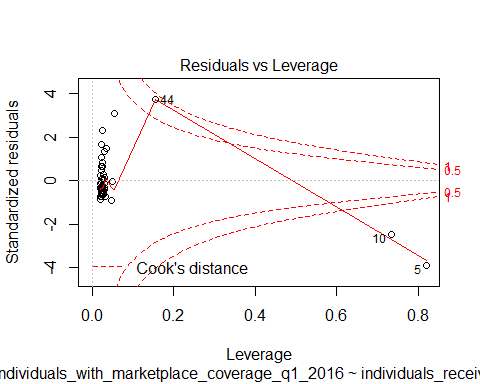 Residuals vs Leverage
Standardized residuals
4
2
0
-2
-4
44
10
5
1
0.5
0.5
1
Cook's distance
0.0 0.2 0.4 0.6 0.8
Leverage
ndividuals_with_marketplace_coverage_q1_2016 ~ individuals_recei